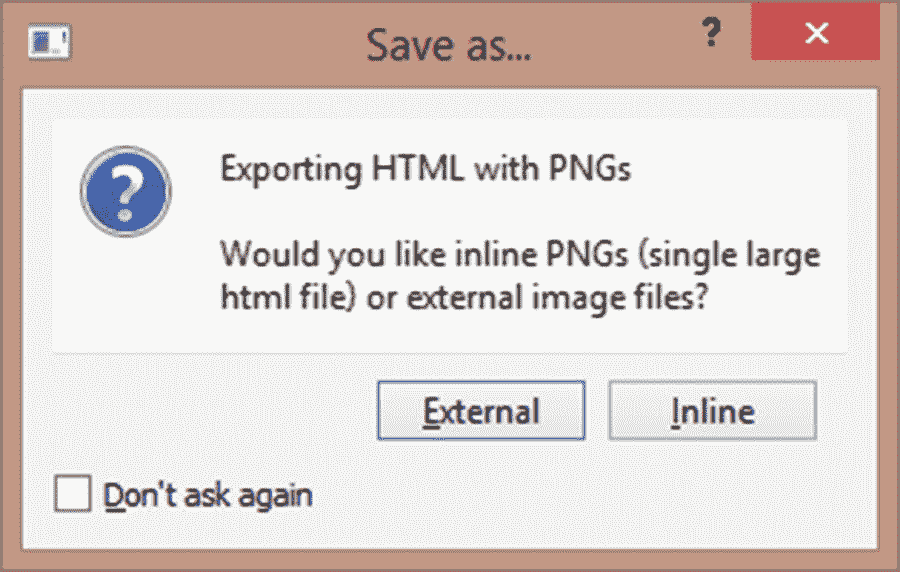 Save as...
?
Exporting HTML with PNGs
Would you like inline PNGs (single large
html file) or external image files?
External
Inline
Don't ask again